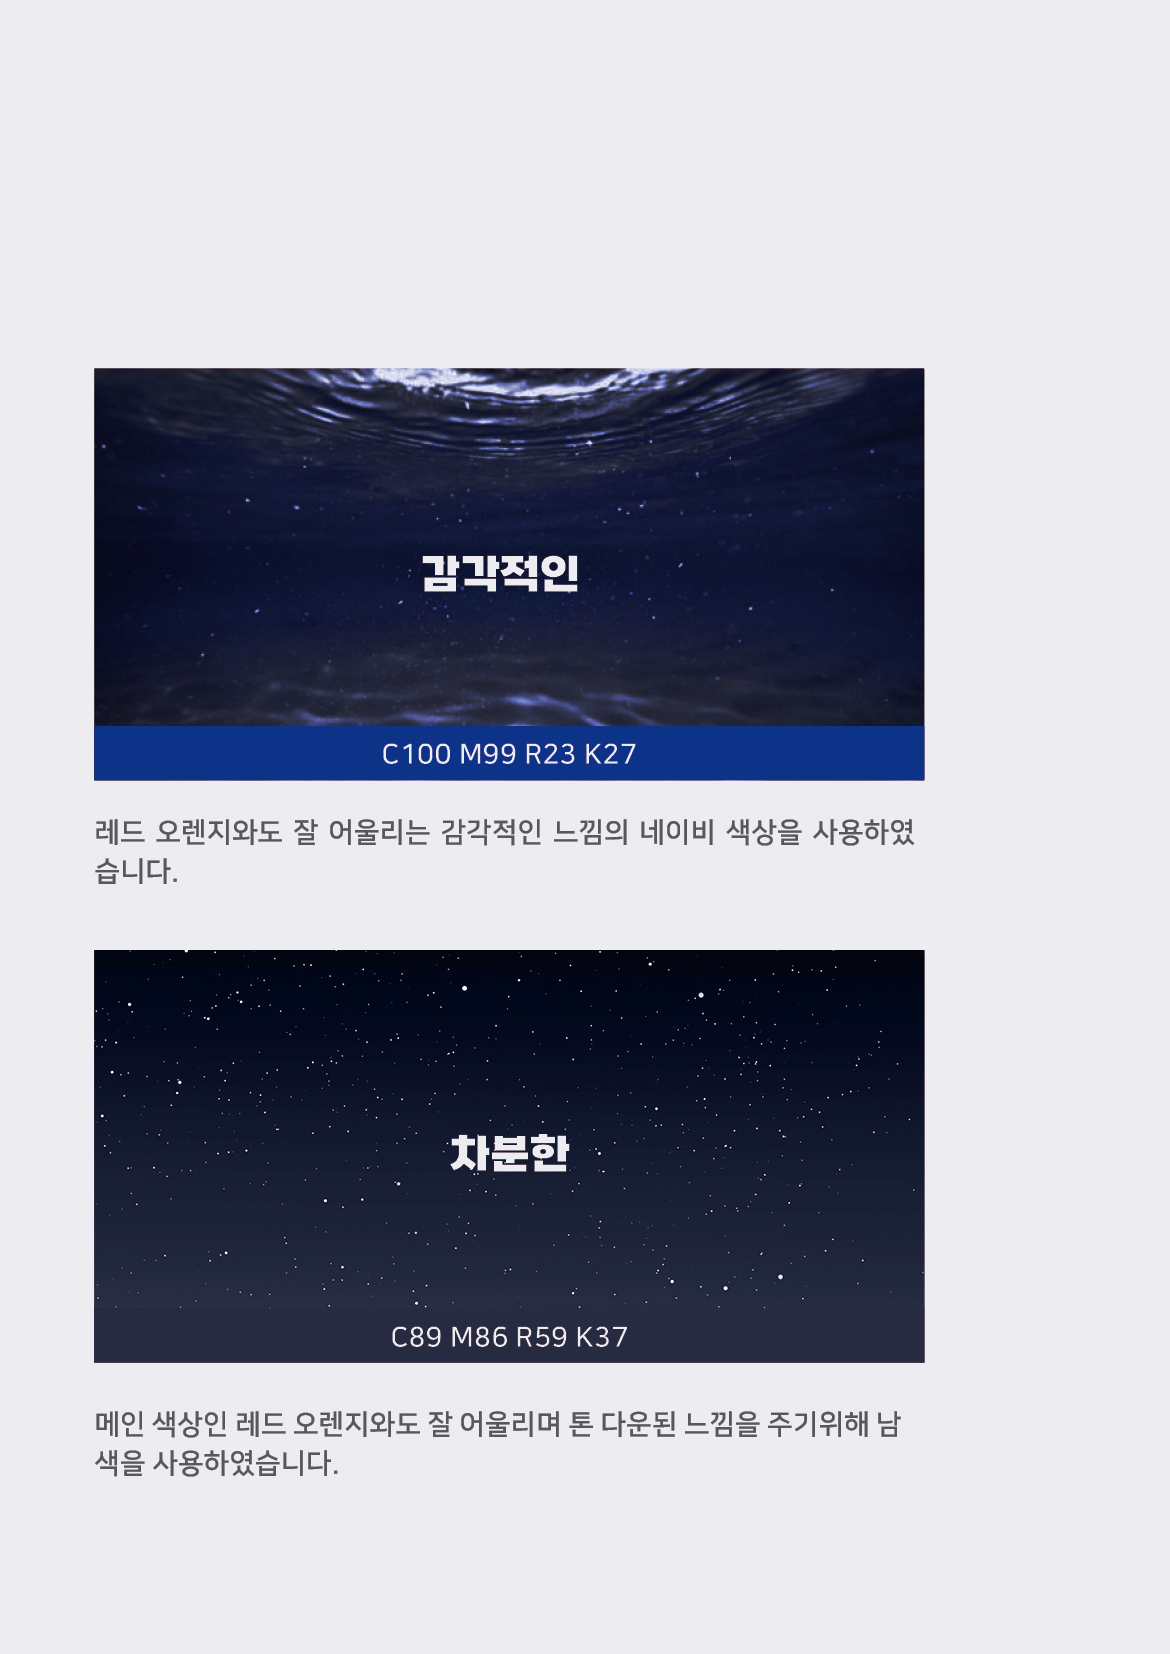 감각적인
C100 M99 R23 K27
레드 오렌지와도 잘 어울리는 감각적인 느낌의 네이비 색상을 사용하였
습니다.
차분한
C89 M86 R59 K37
메인 색상인 레드 오렌지와도 잘 어울리며 톤 다운된 느낌을 주기위해 남
색을 사용하였습니다.